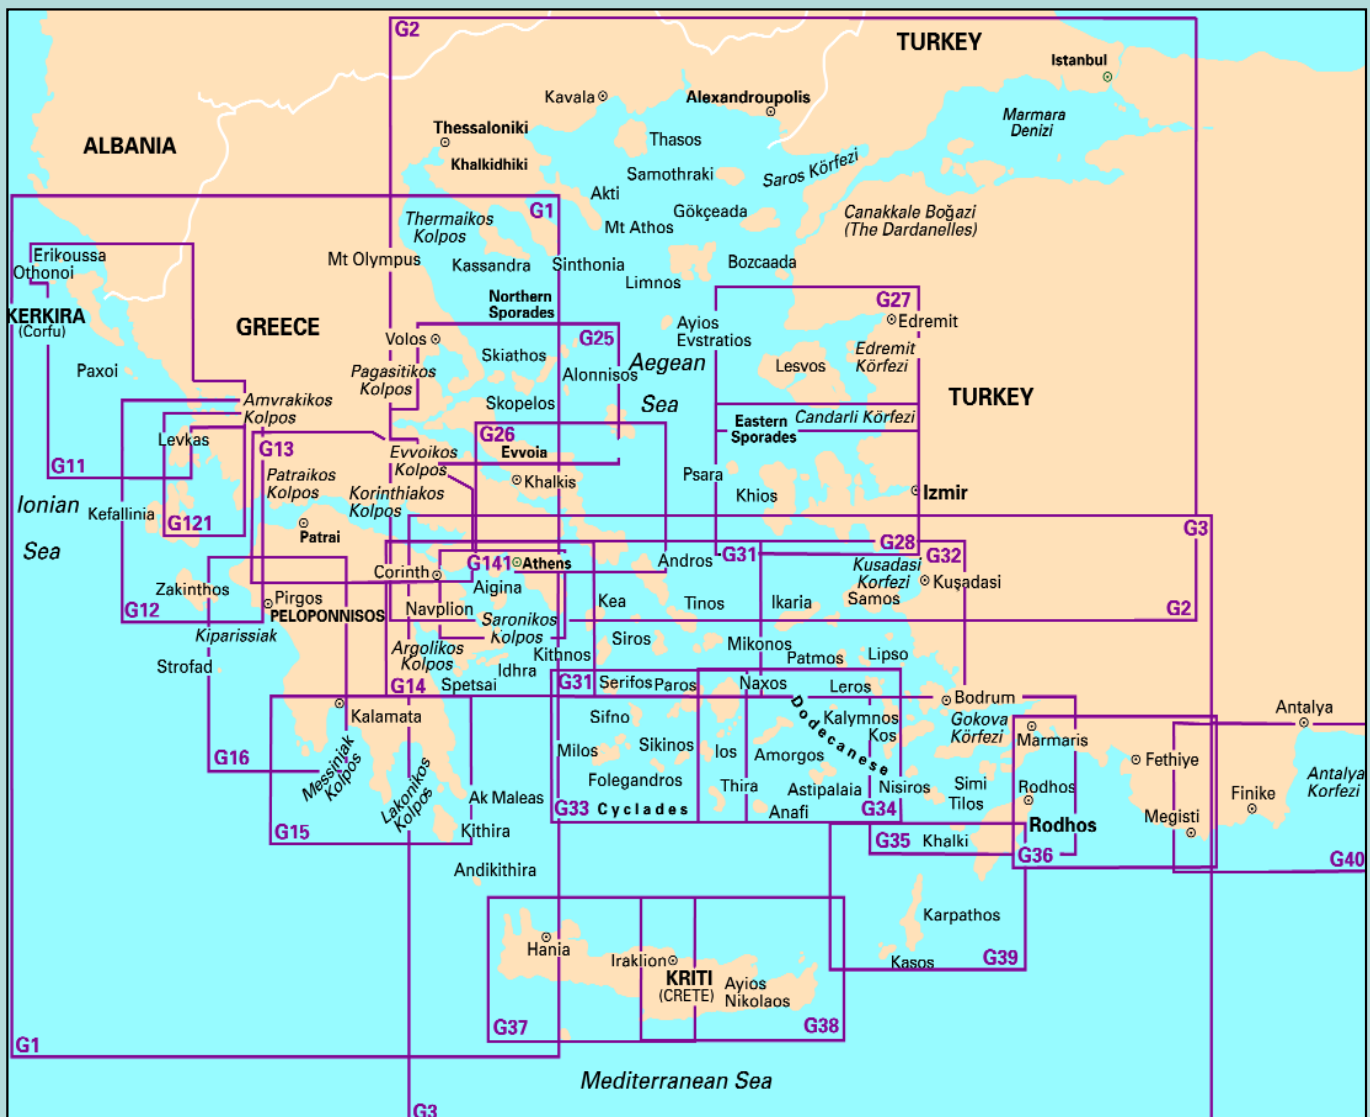 G2
TURKEY
Istanbul
Kavala
Alexandroupolis
Marmara
Denizi
Thessaloniki
ALBANIA
Thasos
Khalkidhiki
Samothraki
Saros Körfezi
Akti
G1
Thermaikos
Kolpos
Gökçeada
Canakkale Boğazi
(The Dardanelles)
Mt Athos
Erikoussa
Othonoi
Mt Olympus
Kassandra
Sinthonia
Bozcaada
Limnos
Northern
Sporades
G27
KERKIRA
(Corfu)
GREECE
Volos
G25
Ayios
Evstratios
Edremit
Skiathos
Aegean
Sea
Edremit
Körfezi
Paxoi
Pagasitikos
Kolpos
Alonnisos
Lesvos
TURKEY
Amvrakikos
Kolpos
Skopelos
Candarli Körfezi
Eastern
Sporades
Levkas
G13
G26
Evvoia
Evvoikos
Kolpos
G11
Patraikos
Kolpos
Khalkis
Psara
Korinthiakos
Kolpos
Khios
Izmir
Ionian
Sea
Kefallinia
G121
Patrai
G3
G28
G31
G32
Corinth
G141
Athens
Andros
Kusadasi
Korfezi
Kuşadasi
Zakinthos
Aigina
Samos
Pirgos
G12
PELOPONNISOS
Navplion
Kea
Tinos
Ikaria
G2
Saronikos
Kolpos
Kiparissiak
Argolikos
Kolpos
Siros
Mikonos
Kithnos
Patmos
Lipso
Strofad
Idhra
G14
Spetsai
G31
Serifos
Paros
Naxos
Leros
Bodrum
Dodecanese
Kalamata
Sifno
Kalymnos
Kos
Gokova
Körfezi
Antalya
Marmaris
Milos
Sikinos
Ios
Amorgos
G16
Messiniak
Kolpos
Fethiye
Folegandros
Thira
Astipalaia
Nisiros
Simi
Tilos
Rodhos
Antalya
Korfezi
Lakonikos
Kolpos
Ak Maleas
G33
Cyclades
Anafi
G34
Finike
Megisti
G15
Kithira
Rodhos
G35
Khalki
G36
G40
Andikithira
Karpathos
Hania
Iraklion
KRITI
(CRETE)
Ayios
Nikolaos
Kasos
G39
G37
G38
G1
Mediterranean Sea
G3